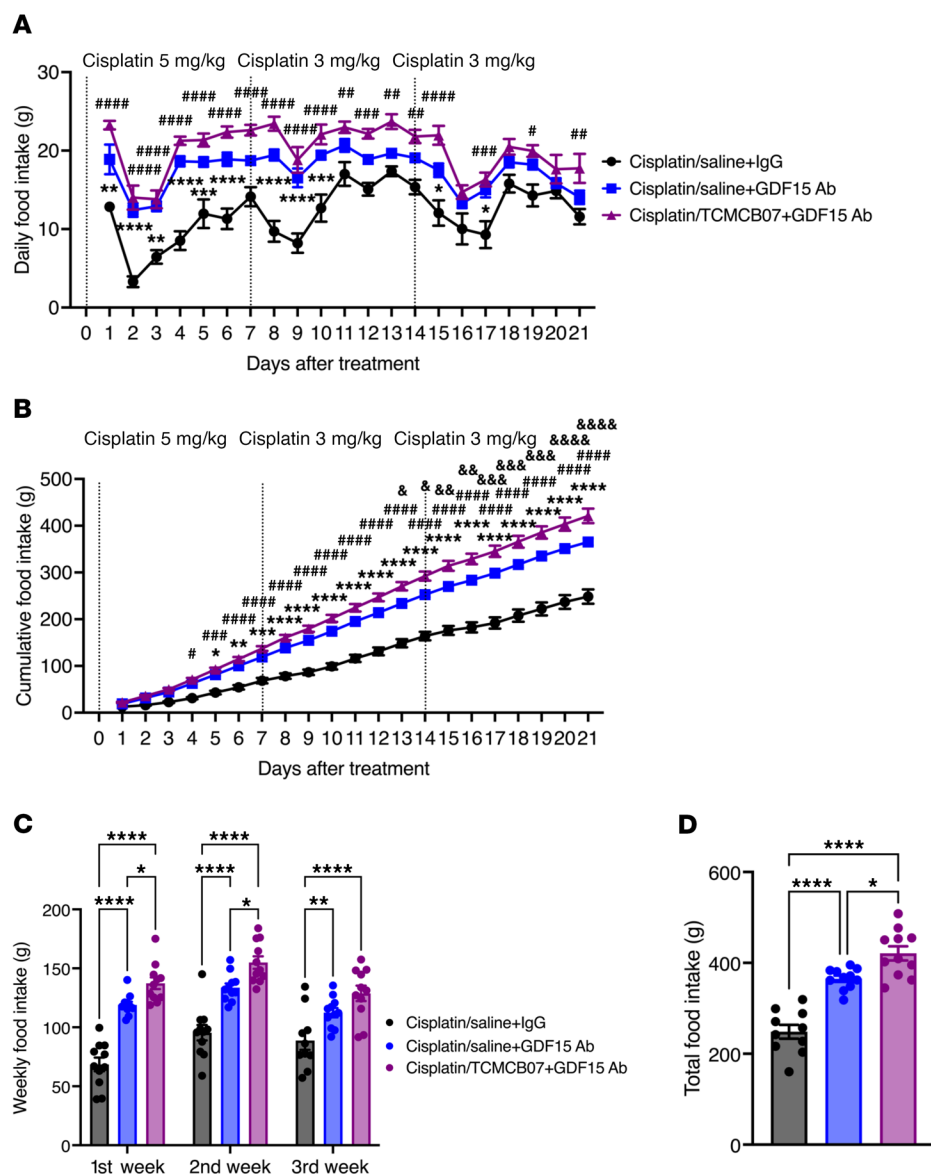 A
Cisplatin 5 mg/kg Cisplatin 3 mg/kg Cisplatin 3 mg/kg
Daily food intake (g)
30
20
10
0
#### #### #### #### #### #### #### #### #### #### ## ### ## ## #### ### # ##
** **** ** **** *** **** **** **** *** * *
0 1 2 3 4 5 6 7 8 9 10 11 12 13 14 15 16 17 18 19 20 21
Days after treatment
Cisplatin/saline+IgG
Cisplatin/saline+GDF15 Ab
Cisplatin/TCMCB07+GDF15 Ab
B
Cisplatin 5 mg/kg Cisplatin 3 mg/kg Cisplatin 3 mg/kg
Cumulative food intake (g)
500
400
300
200
100
0
& & && && &&& &&& &&& &&&& &&&&
# ### #### #### #### #### #### #### #### #### #### #### #### #### #### #### #### ####
* ** *** **** **** **** **** **** **** **** **** **** **** **** **** **** ****
0 1 2 3 4 5 6 7 8 9 10 11 12 13 14 15 16 17 18 19 20 21
Days after treatment
C
Weekly food intake (g)
200
150
100
50
0
**** **** ****
* **** * **
****
1st week 2nd week 3rd week
Cisplatin/saline+IgG
Cisplatin/saline+GDF15 Ab
Cisplatin/TCMCB07+GDF15 Ab
D
Total food intake (g)
600
400
200
0
****
**** *